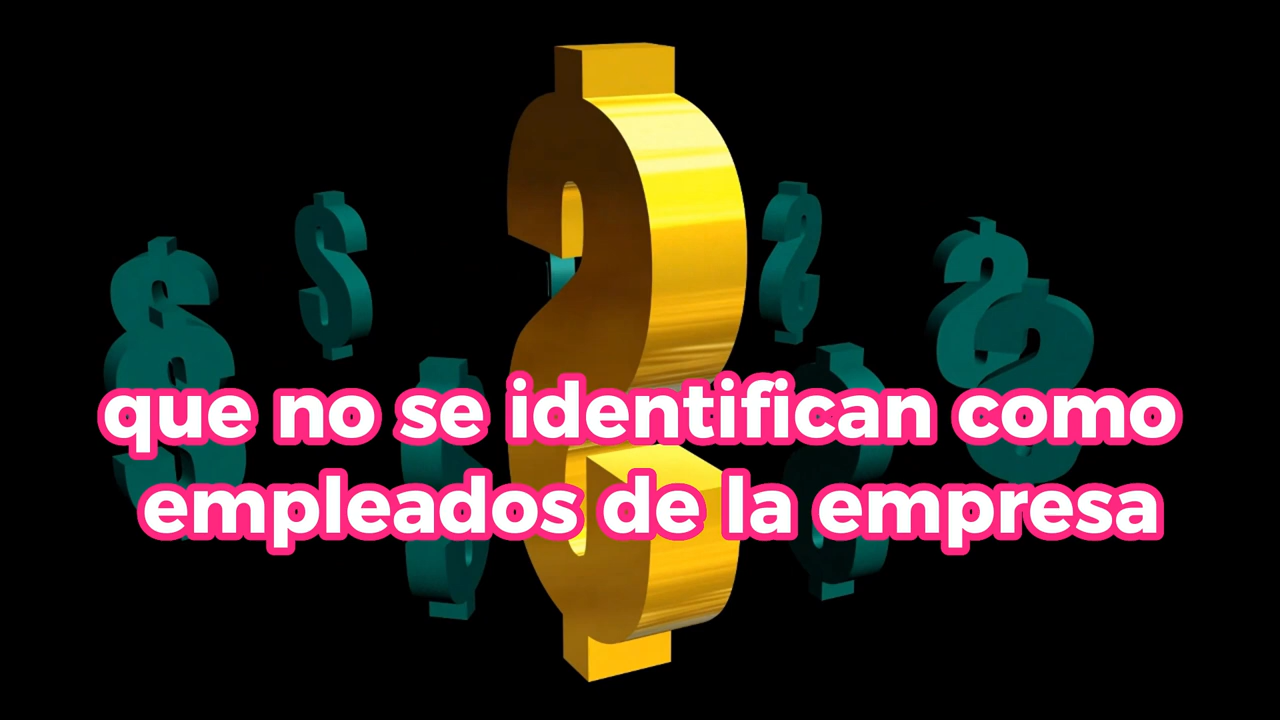 que no se identifican como
empleados de la empresa